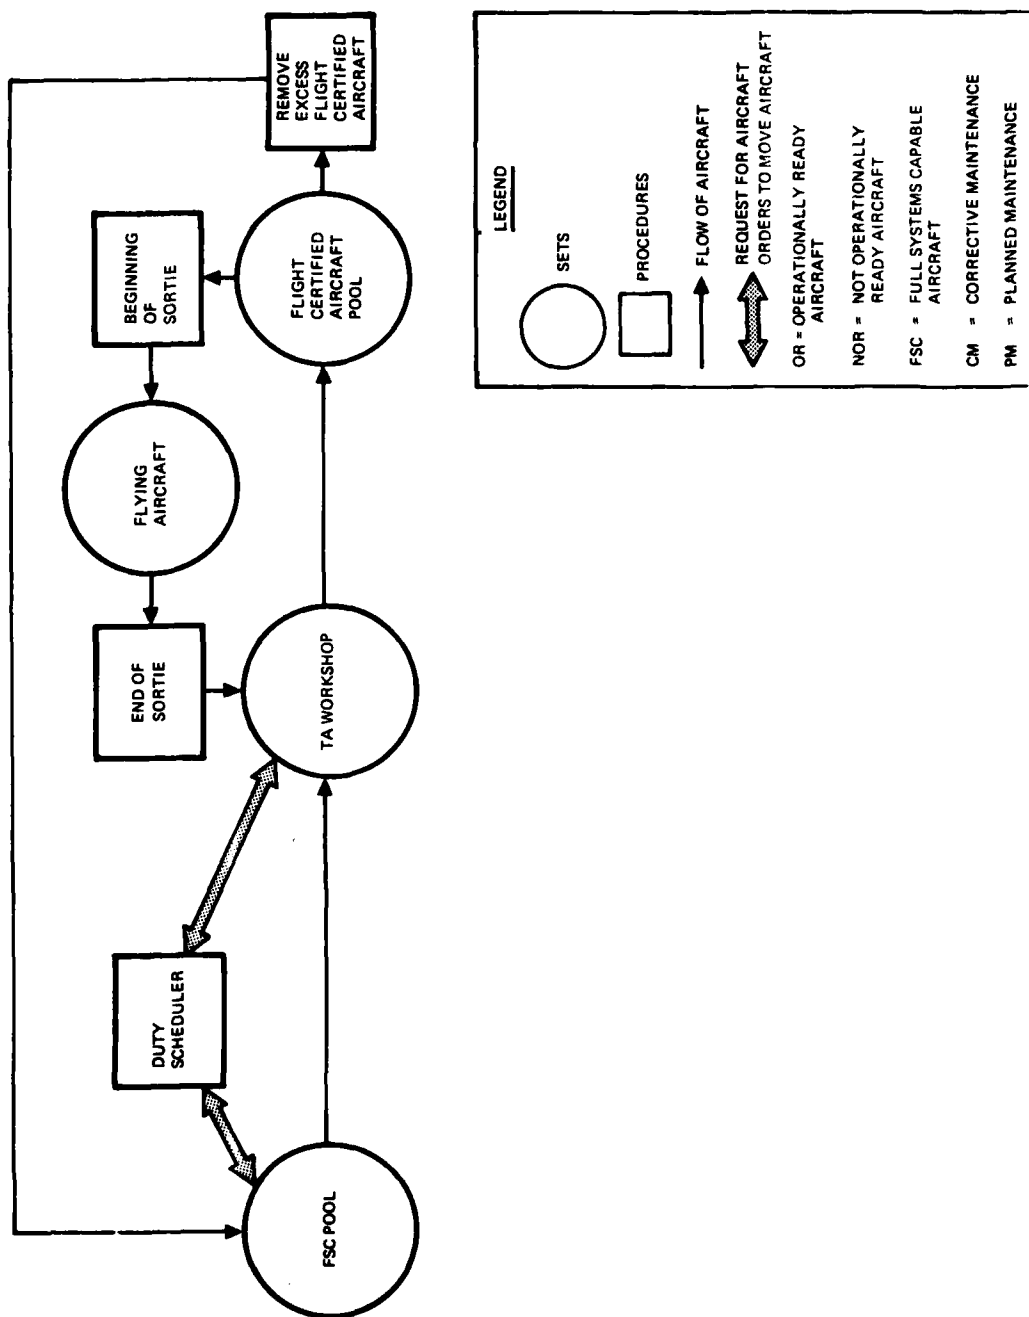 FSC POOL
DUTY
SCHEDULER
END OF
SORTIE
TA WORKSHOP
FLYING
AIRCRAFT
BEGINNING
OF
SORTIE
FLIGHT
CERTIFIED
AIRCRAFT
POOL
REMOVE
EXCESS
FLIGHT
CERTIFIED
AIRCRAFT
LEGEND
SETS
PROCEDURES
FLOW OF AIRCRAFT
REQUEST FOR AIRCRAFT
ORDERS TO MOVE AIRCRAFT
OR = OPERATIONALLY READY
AIRCRAFT
NOR = NOT OPERATIONALLY
READY AIRCRAFT
FSC = FULL SYSTEMS CAPABLE
AIRCRAFT
CM = CORRECTIVE MAINTENANCE
PM = PLANNED MAINTENANCE